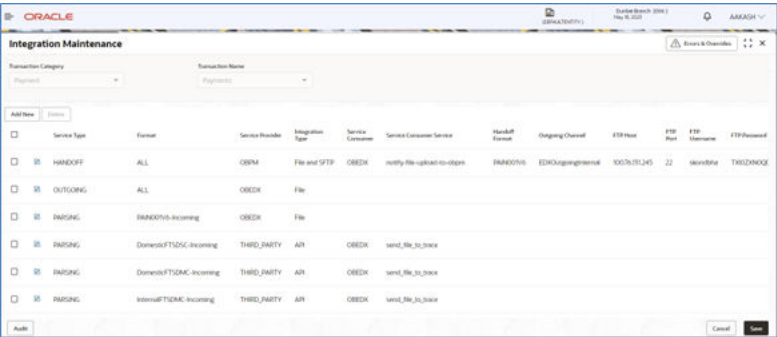 ORACLE
(DEFAULTENTITY)
May 15, 2025
AAKASH
Integration Maintenance
Errors & Overrides
Transaction Category
Transaction Name
Payment
Payments
Add New
Delete
Service Type Format Service Provider Integration Type Service Consumer Service Consumer Service Handoff Format Outgoing Channel FTP Host FTP Port FTP Username FTP Password
HANDOFF ALL OBPM File and SFTP OBEDX notify-file-upload-to-obpm PAIN001V6 EDXOutgoingInternal 22
OUTGOING ALL OBEDX File
PARSING PAIN001V6-Incoming OBEDX File
PARSING DomesticFTSDSC-Incoming THIRD_PARTY API OBEDX send_file_to_trace
PARSING DomesticFTSDMC-Incoming THIRD_PARTY API OBEDX send_file_to_trace
PARSING InternalFTSDMC-Incoming THIRD_PARTY API OBEDX send_file_to_trace
Audit
Cancel
Save